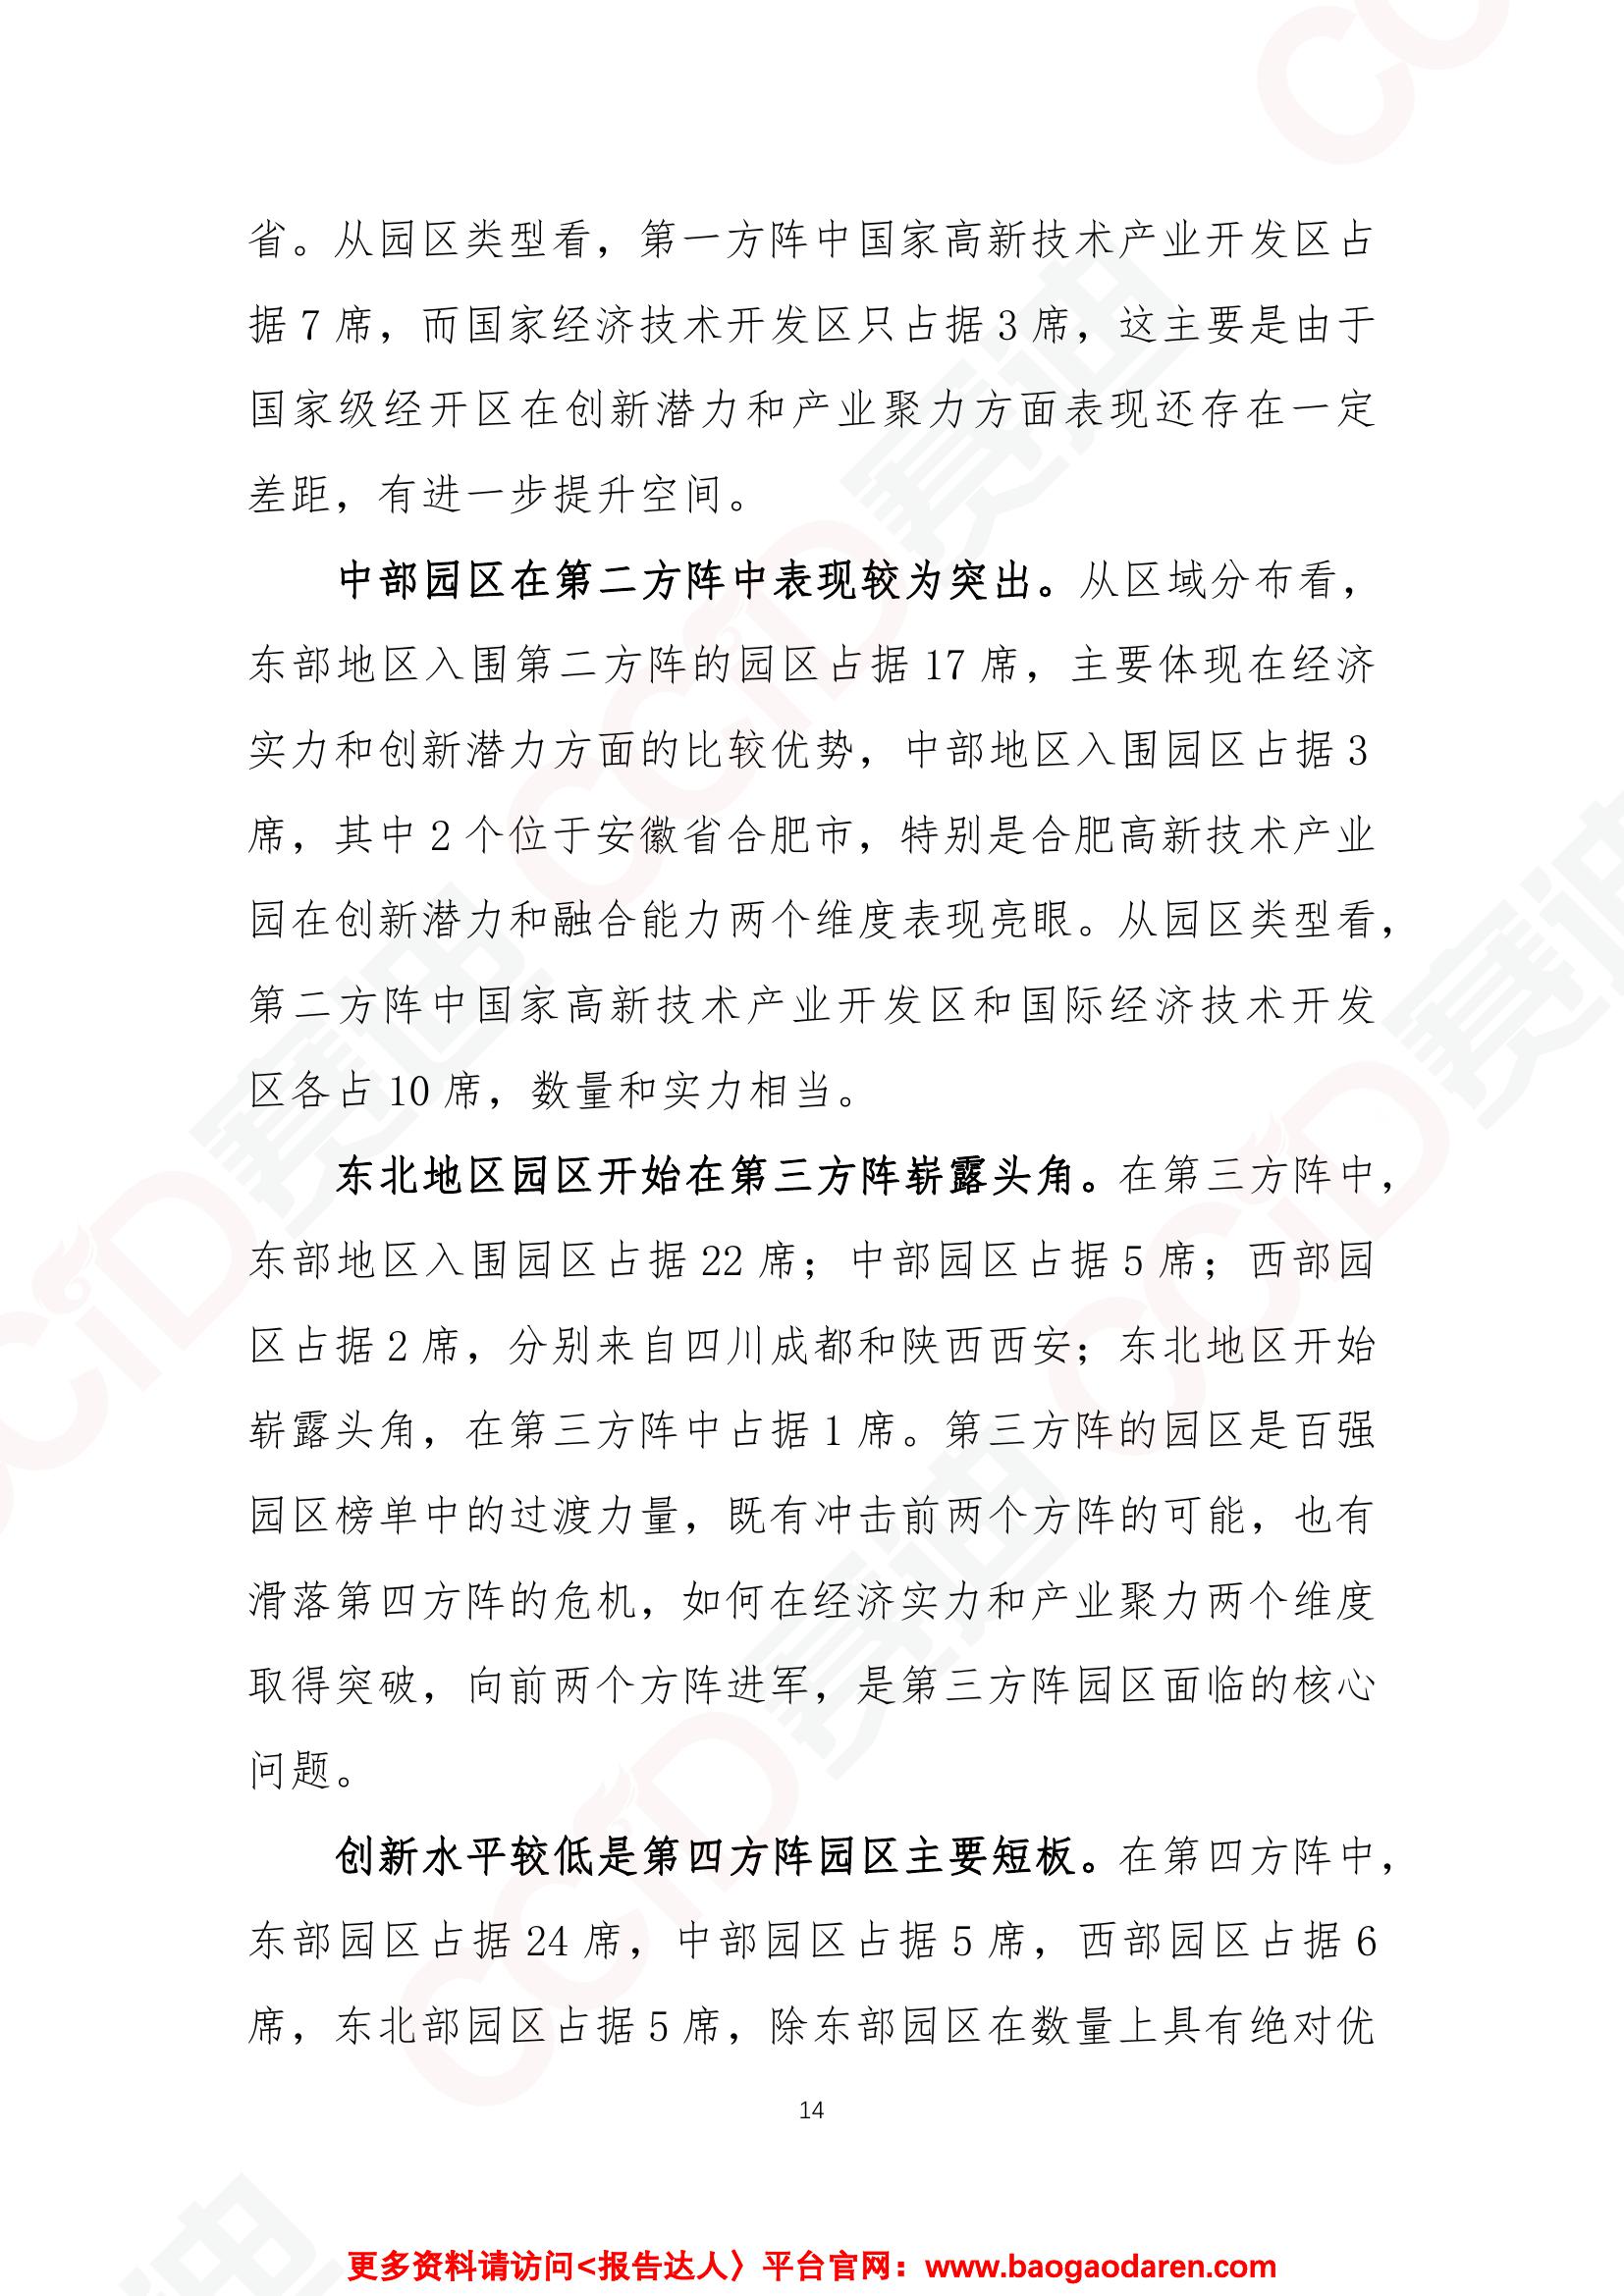 省。从园区类型看，第一方阵中国家高新技术产业开发区占
据 7 席，而国家经济技术开发区只占据 3 席，这主要是由于
国家级经开区在创新潜力和产业聚力方面表现还存在一定
差距，有进一步提升空间。
中部园区在第二方阵中表现较为突出。从区域分布看，
东部地区入围第二方阵的园区占据 17 席，主要体现在经济
实力和创新潜力方面的比较优势，中部地区入围园区占据 3
席，其中 2 个位于安徽省合肥市，特别是合肥高新技术产业
园在创新潜力和融合能力两个维度表现亮眼。从园区类型看，
第二方阵中国家高新技术产业开发区和国际经济技术开发
区各占 10 席，数量和实力相当。
东北地区园区开始在第三方阵崭露头角。在第三方阵中，
东部地区入围园区占据 22 席；中部园区占据 5 席；西部园
区占据 2 席，分别来自四川成都和陕西西安；东北地区开始
崭露头角，在第三方阵中占据 1 席。第三方阵的园区是百强
园区榜单中的过渡力量，既有冲击前两个方阵的可能，也有
滑落第四方阵的危机，如何在经济实力和产业聚力两个维度
取得突破，向前两个方阵进军，是第三方阵园区面临的核心
问题。
创新水平较低是第四方阵园区主要短板。在第四方阵中，
东部园区占据 24 席，中部园区占据 5 席，西部园区占据 6
席，东北部园区占据 5 席，除东部园区在数量上具有绝对优
14
更多资料请访问<报告达人〉平台官网：www.baogaodaren.com
CCiD赛迪
CCiD赛迪
CCiD赛迪
CCiD赛迪